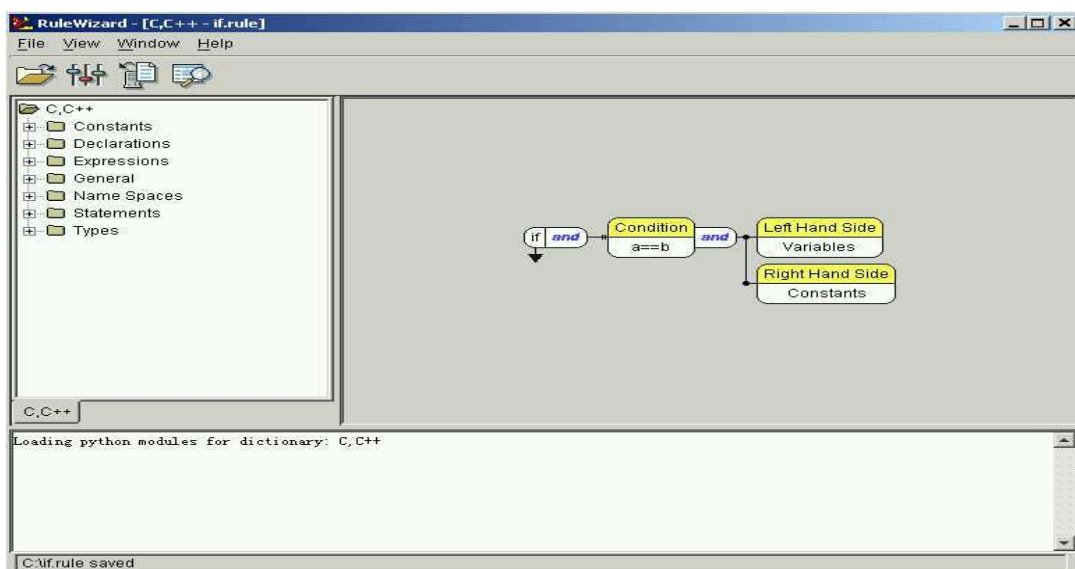 RuleWizard - [C,C++ - if.rule]
File View Window Help
C,C++
Constants
Declarations
Expressions
General
Name Spaces
Statements
Types
C,C++
if and
Condition
a==b
and
Left Hand Side
Variables
Right Hand Side
Constants
Loading python modules for dictionary: C,C++
C:\if.rule saved